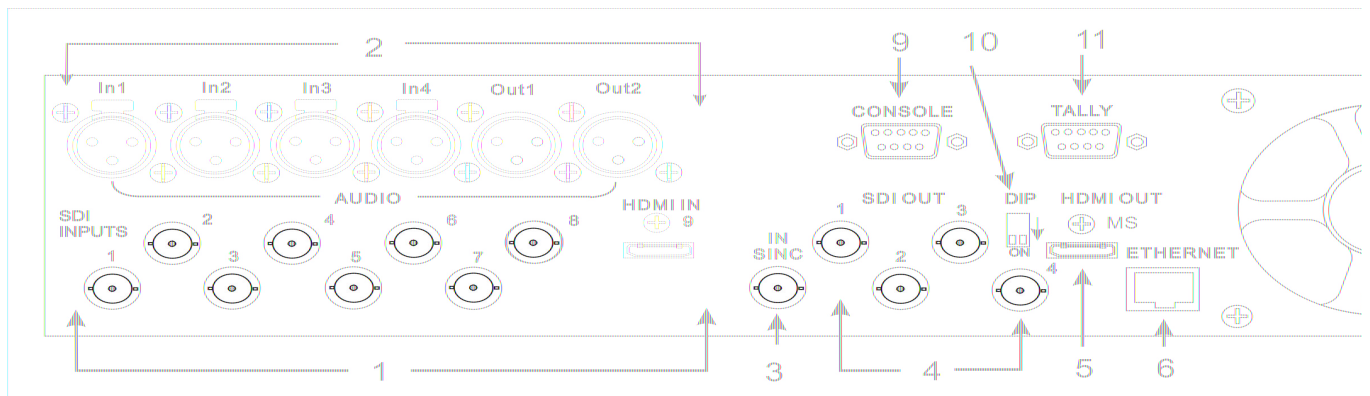 2
9
10
11
In1
In2
In3
In4
Out1
Out2
CONSOLE
TALLY
AUDIO
HDMI IN
SDI OUT
DIP
HDMI OUT
SDI
INPUTS
2
4
6
8
9
1
3
MS
IN
SINC
ON
ETHERNET
1
3
5
7
2
4
1
3
4
5
6